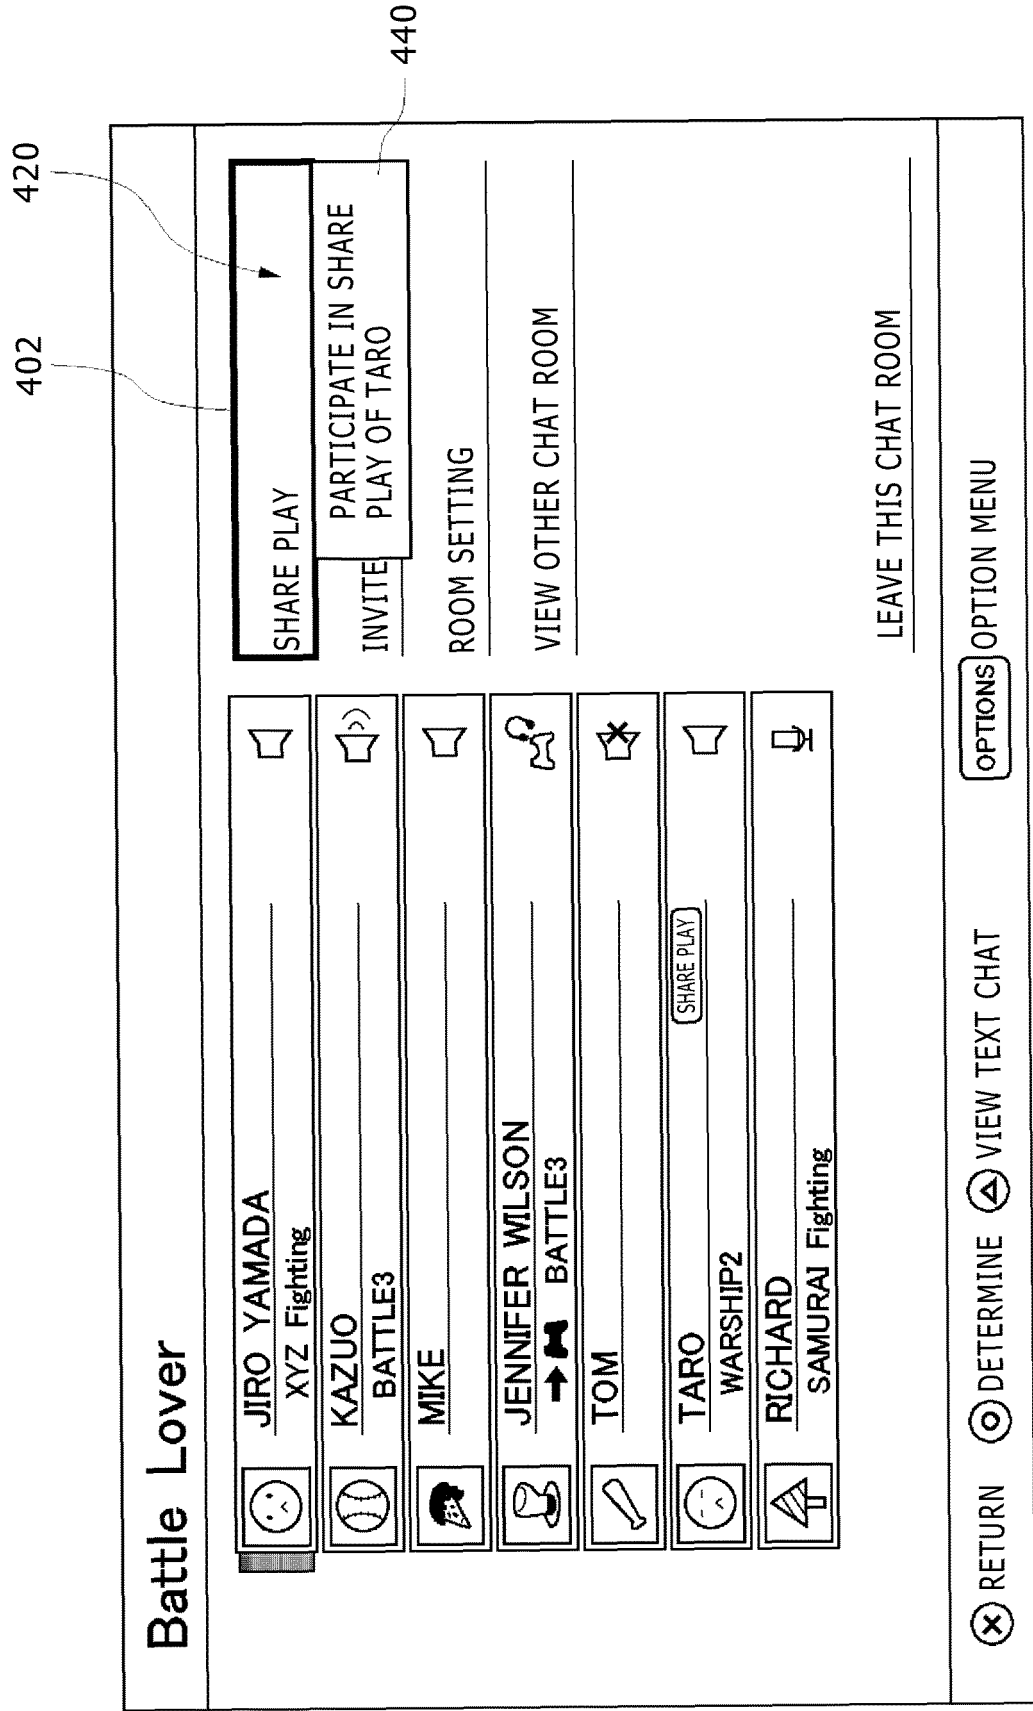 Battle Lover
JIRO YAMADA
XYZ Fighting
KAZUO
BATTLE3
MIKE
JENNIFER WILSON
BATTLE3
TOM
TARO
SHARE PLAY
WARSHIP2
RICHARD
SAMURAI Fighting
402
420
SHARE PLAY
440
PARTICIPATE IN SHARE
PLAY OF TARO
INVITE
ROOM SETTING
VIEW OTHER CHAT ROOM
LEAVE THIS CHAT ROOM
RETURN DETERMINE VIEW TEXT CHAT OPTIONS OPTION MENU